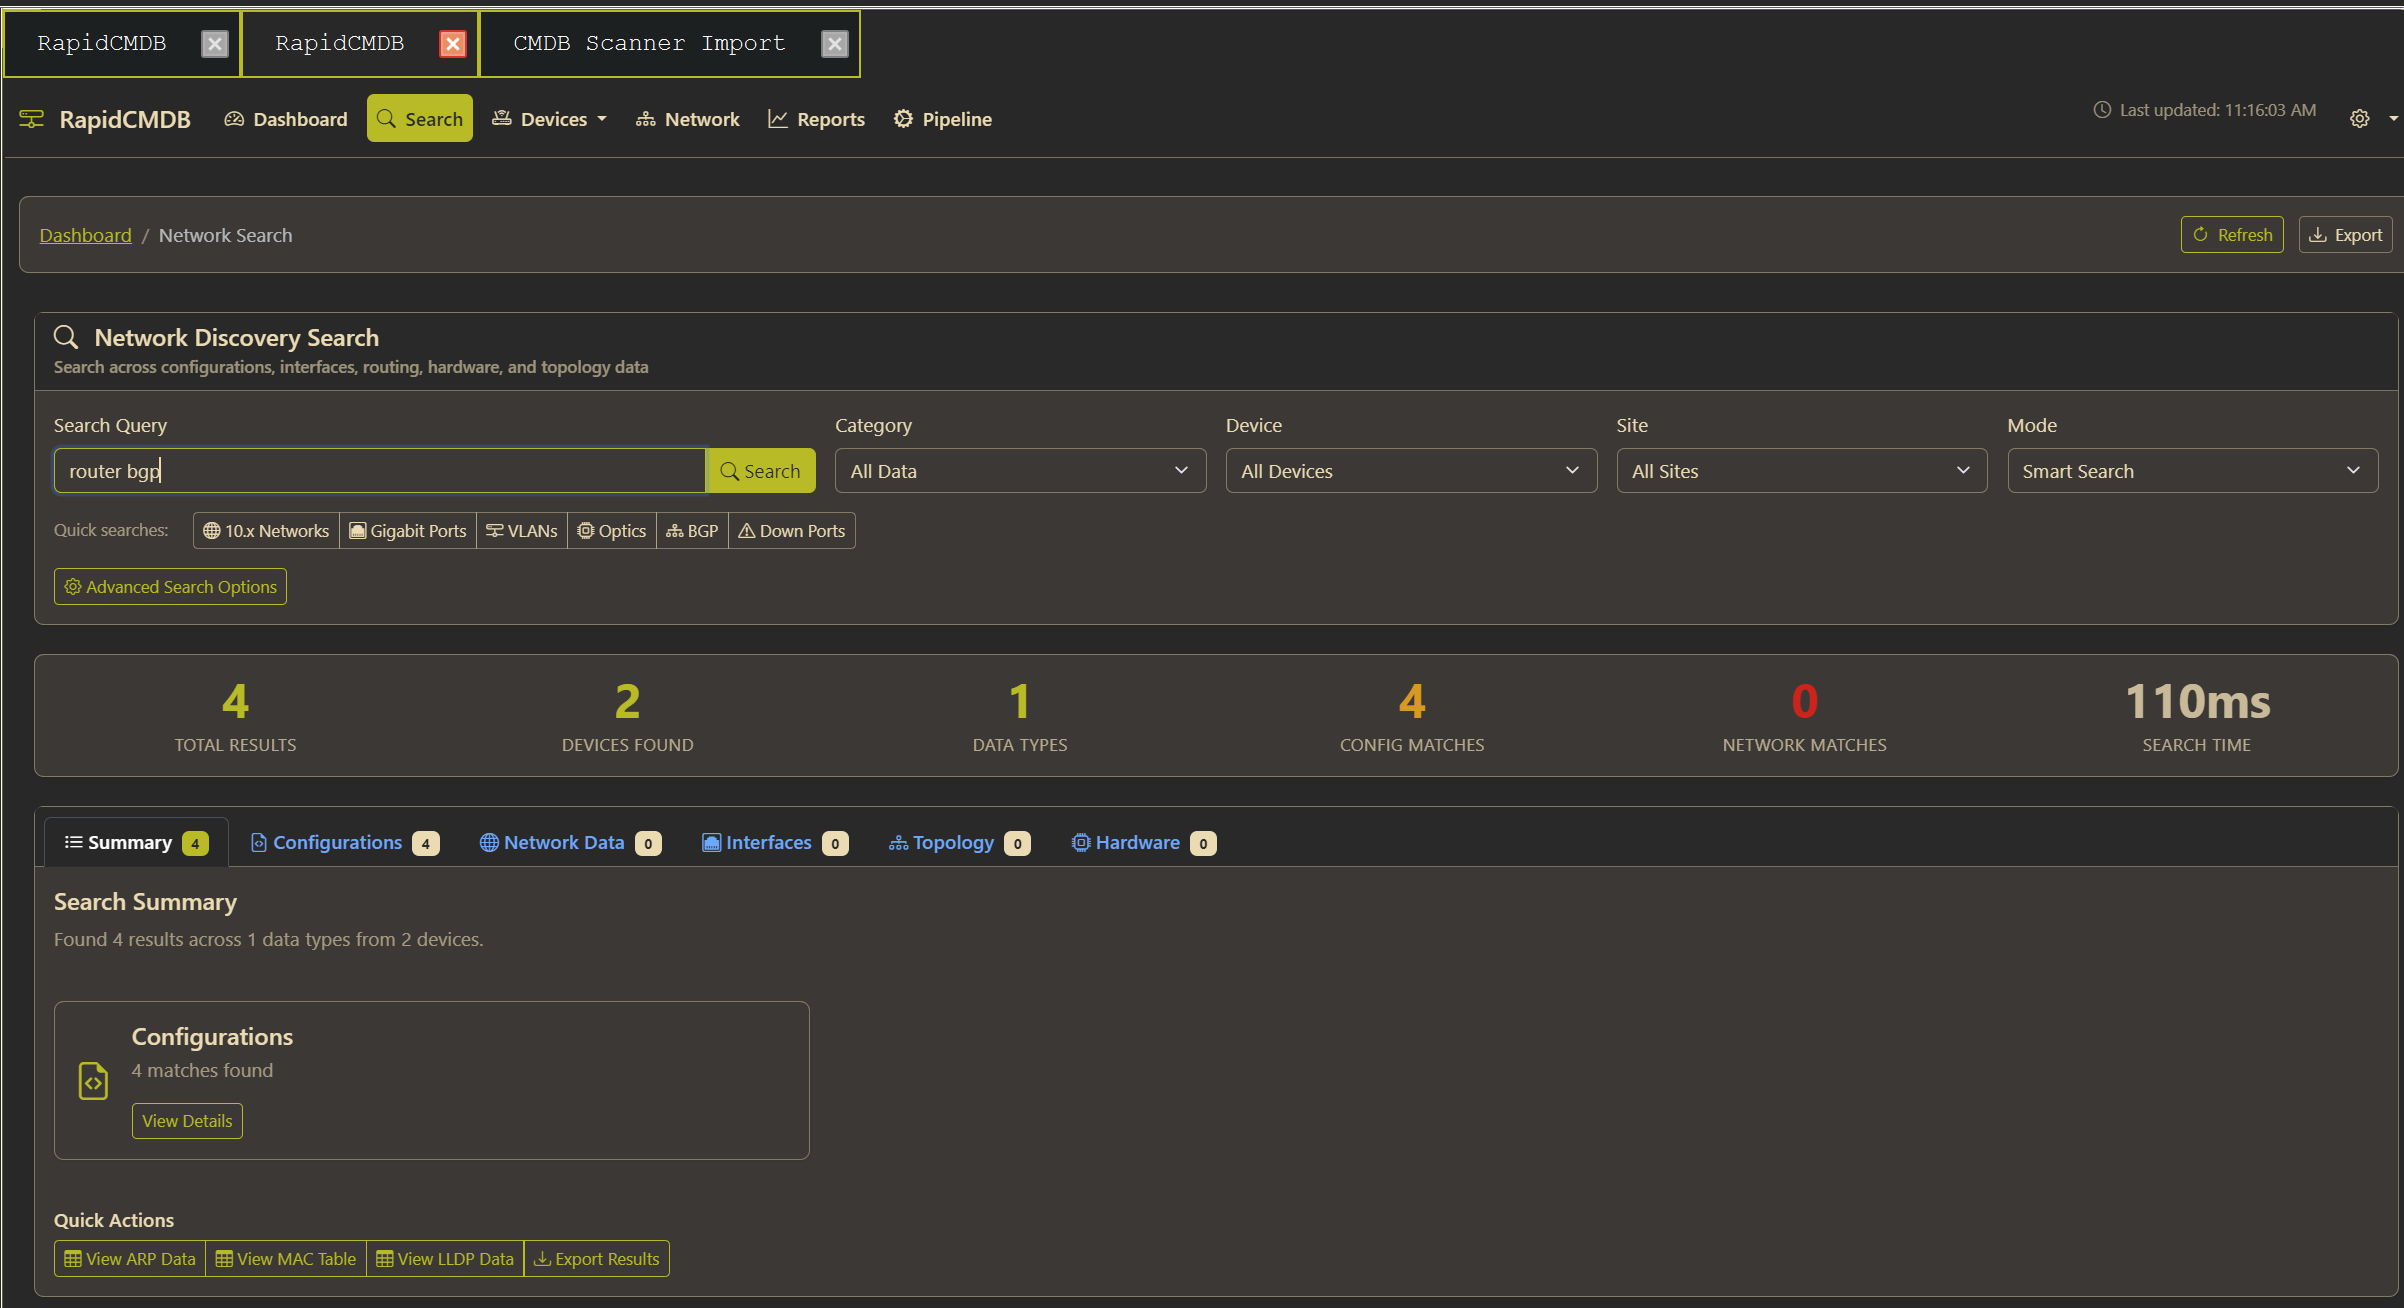 RapidCMDB
RapidCMDB
CMDB Scanner Import
RapidCMDB Dashboard Search Devices Network Reports Pipeline
Last updated: 11:16:03 AM
Dashboard / Network Search
Refresh Export
Network Discovery Search
Search across configurations, interfaces, routing, hardware, and topology data
Search Query Category Device Site Mode
router bgp Search All Data All Devices All Sites Smart Search
Quick searches: 10.x Networks Gigabit Ports VLANs Optics BGP Down Ports
Advanced Search Options
4 2 1 4 0 110ms
TOTAL RESULTS DEVICES FOUND DATA TYPES CONFIG MATCHES NETWORK MATCHES SEARCH TIME
Summary 4 Configurations 4 Network Data 0 Interfaces 0 Topology 0 Hardware 0
Search Summary
Found 4 results across 1 data types from 2 devices.
Configurations
4 matches found
View Details
Quick Actions
View ARP Data View MAC Table View LLDP Data Export Results